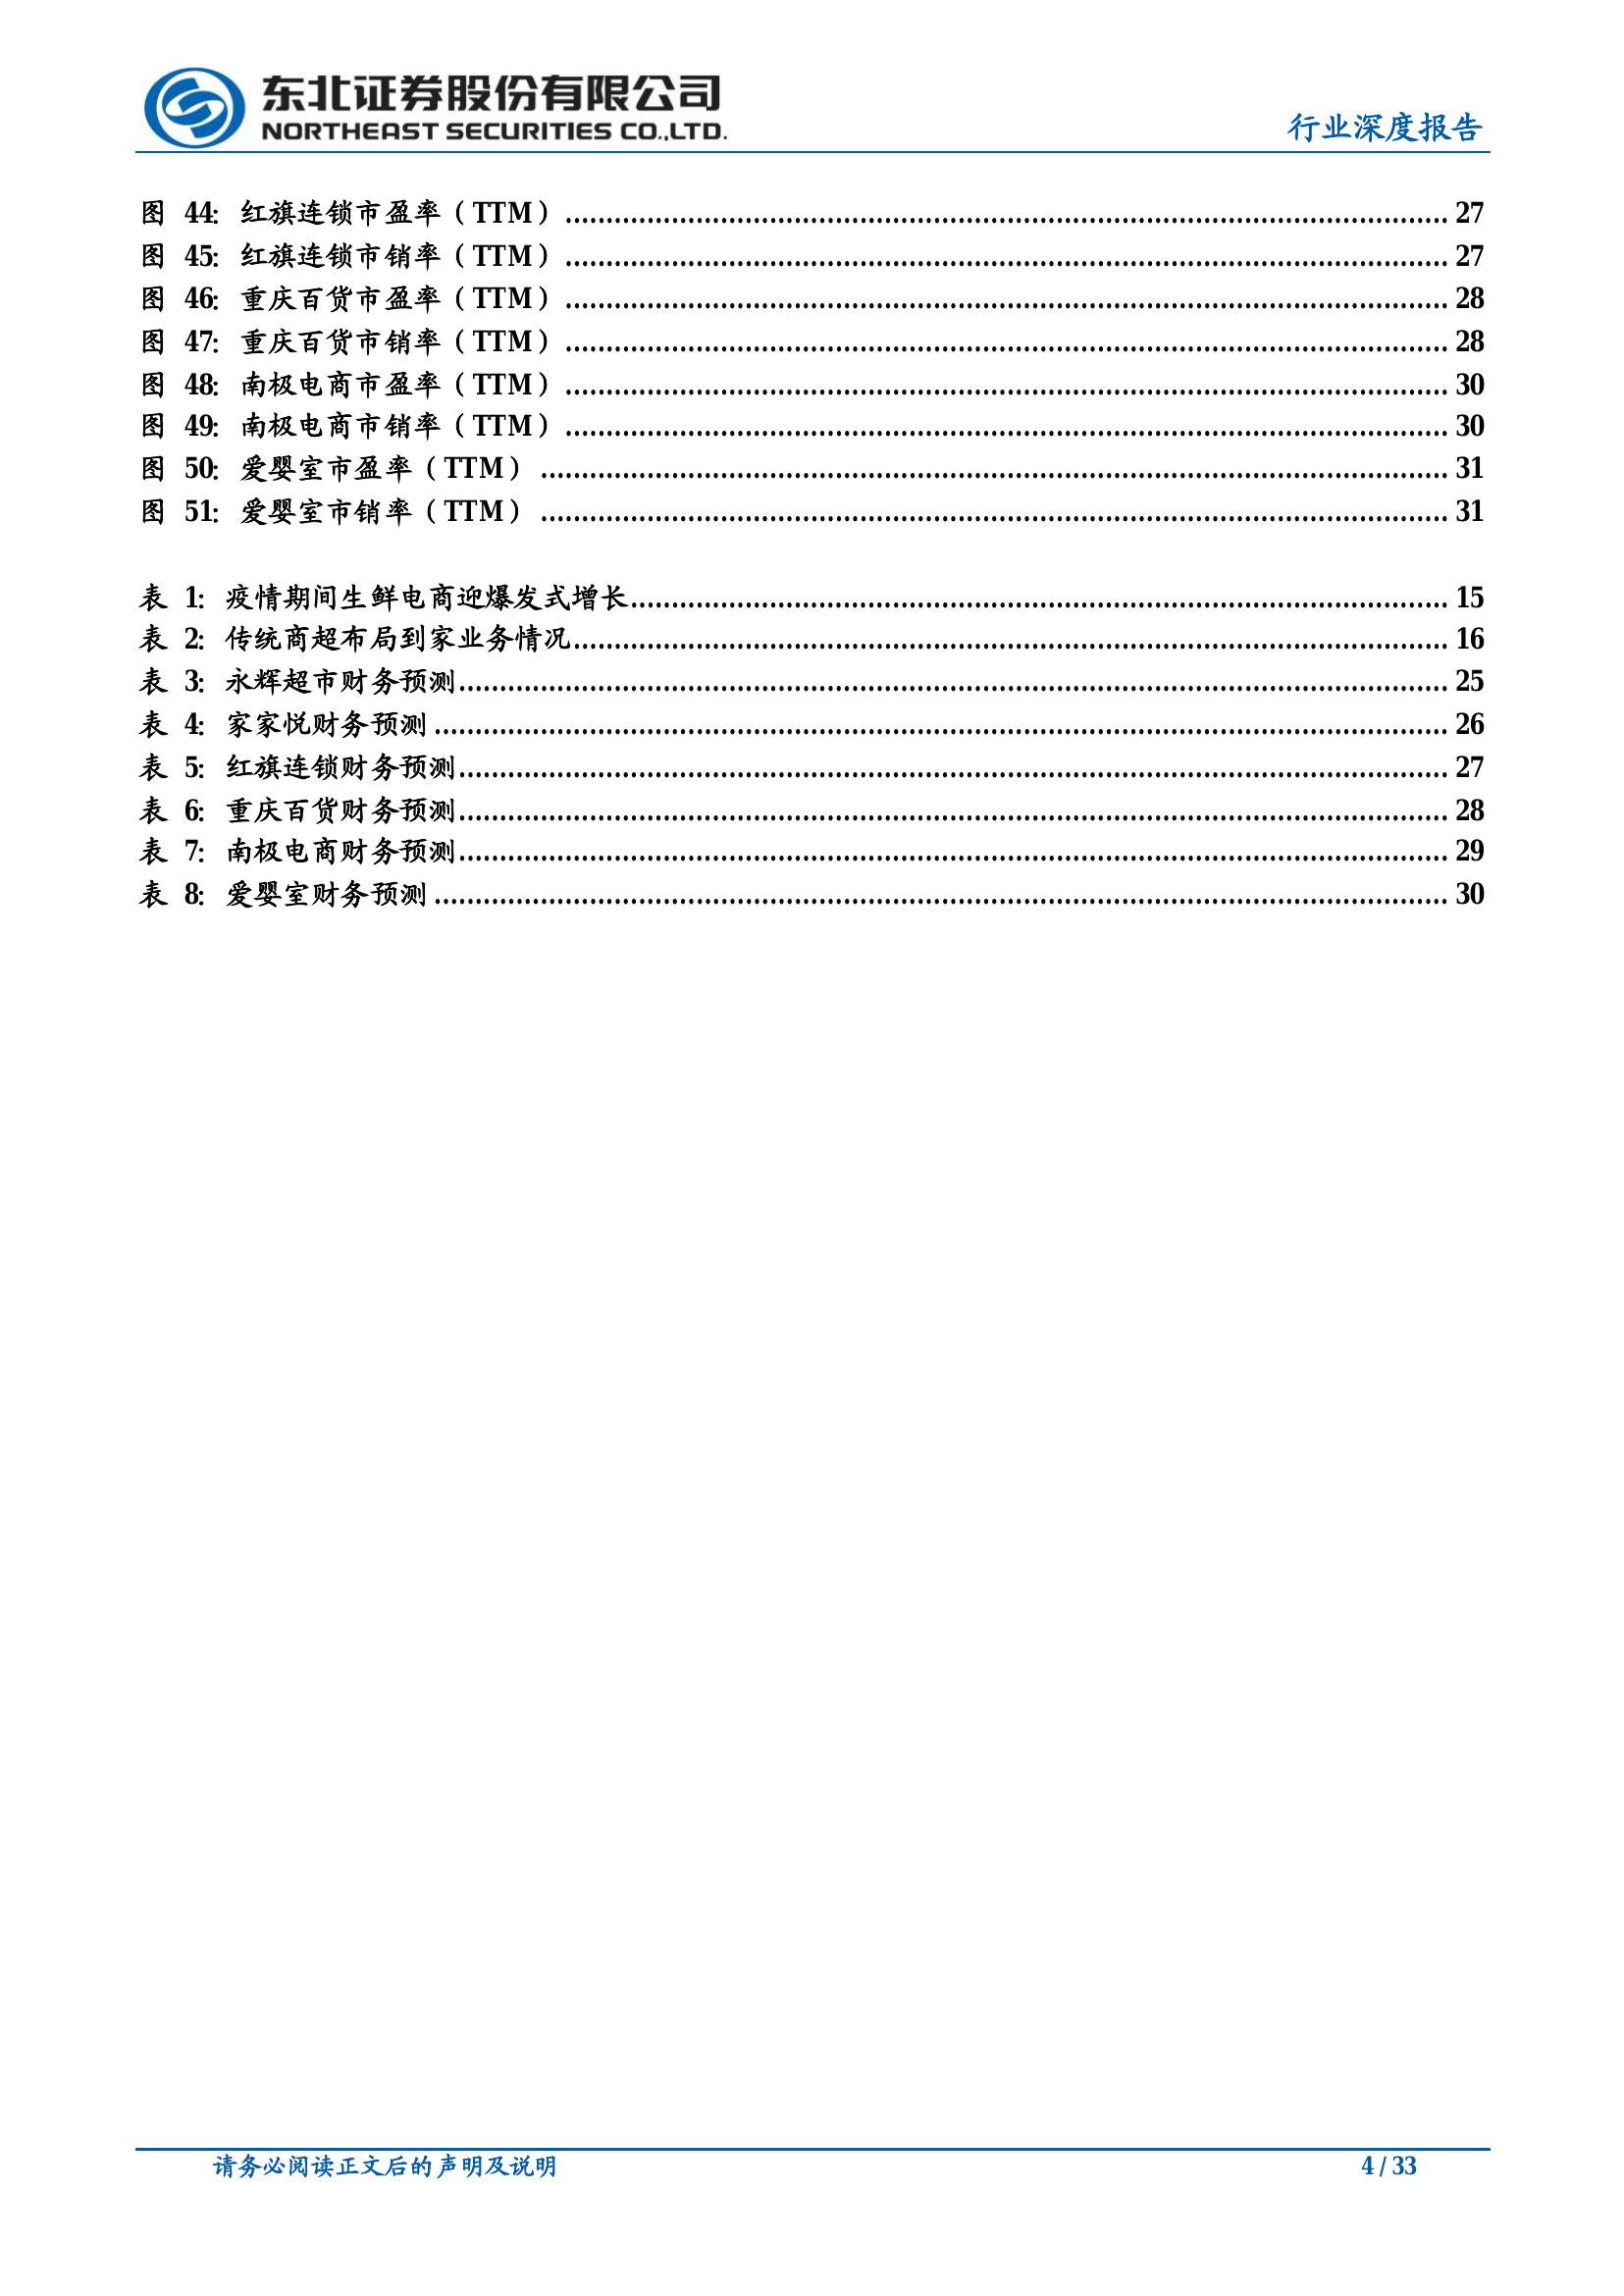 东北证券股份有限公司
NORTHEAST SECURITIES CO.,LTD.
行业深度报告
图 44: 红旗连锁市盈率（TTM）........................ 27
图 45: 红旗连锁市销率（TTM）........................ 27
图 46: 重庆百货市盈率（TTM）........................ 28
图 47: 重庆百货市销率（TTM）........................ 28
图 48: 南极电商市盈率（TTM）........................ 30
图 49: 南极电商市销率（TTM）........................ 30
图 50: 爱婴室市盈率（TTM）........................ 31
图 51: 爱婴室市销率（TTM）........................ 31
表 1: 疫情期间生鲜电商迎爆发式增长........................ 15
表 2: 传统商超布局到家业务情况........................ 16
表 3: 永辉超市财务预测........................ 25
表 4: 家家悦财务预测........................ 26
表 5: 红旗连锁财务预测........................ 27
表 6: 重庆百货财务预测........................ 28
表 7: 南极电商财务预测........................ 29
表 8: 爱婴室财务预测........................ 30
请务必阅读正文后的声明及说明
4 / 33